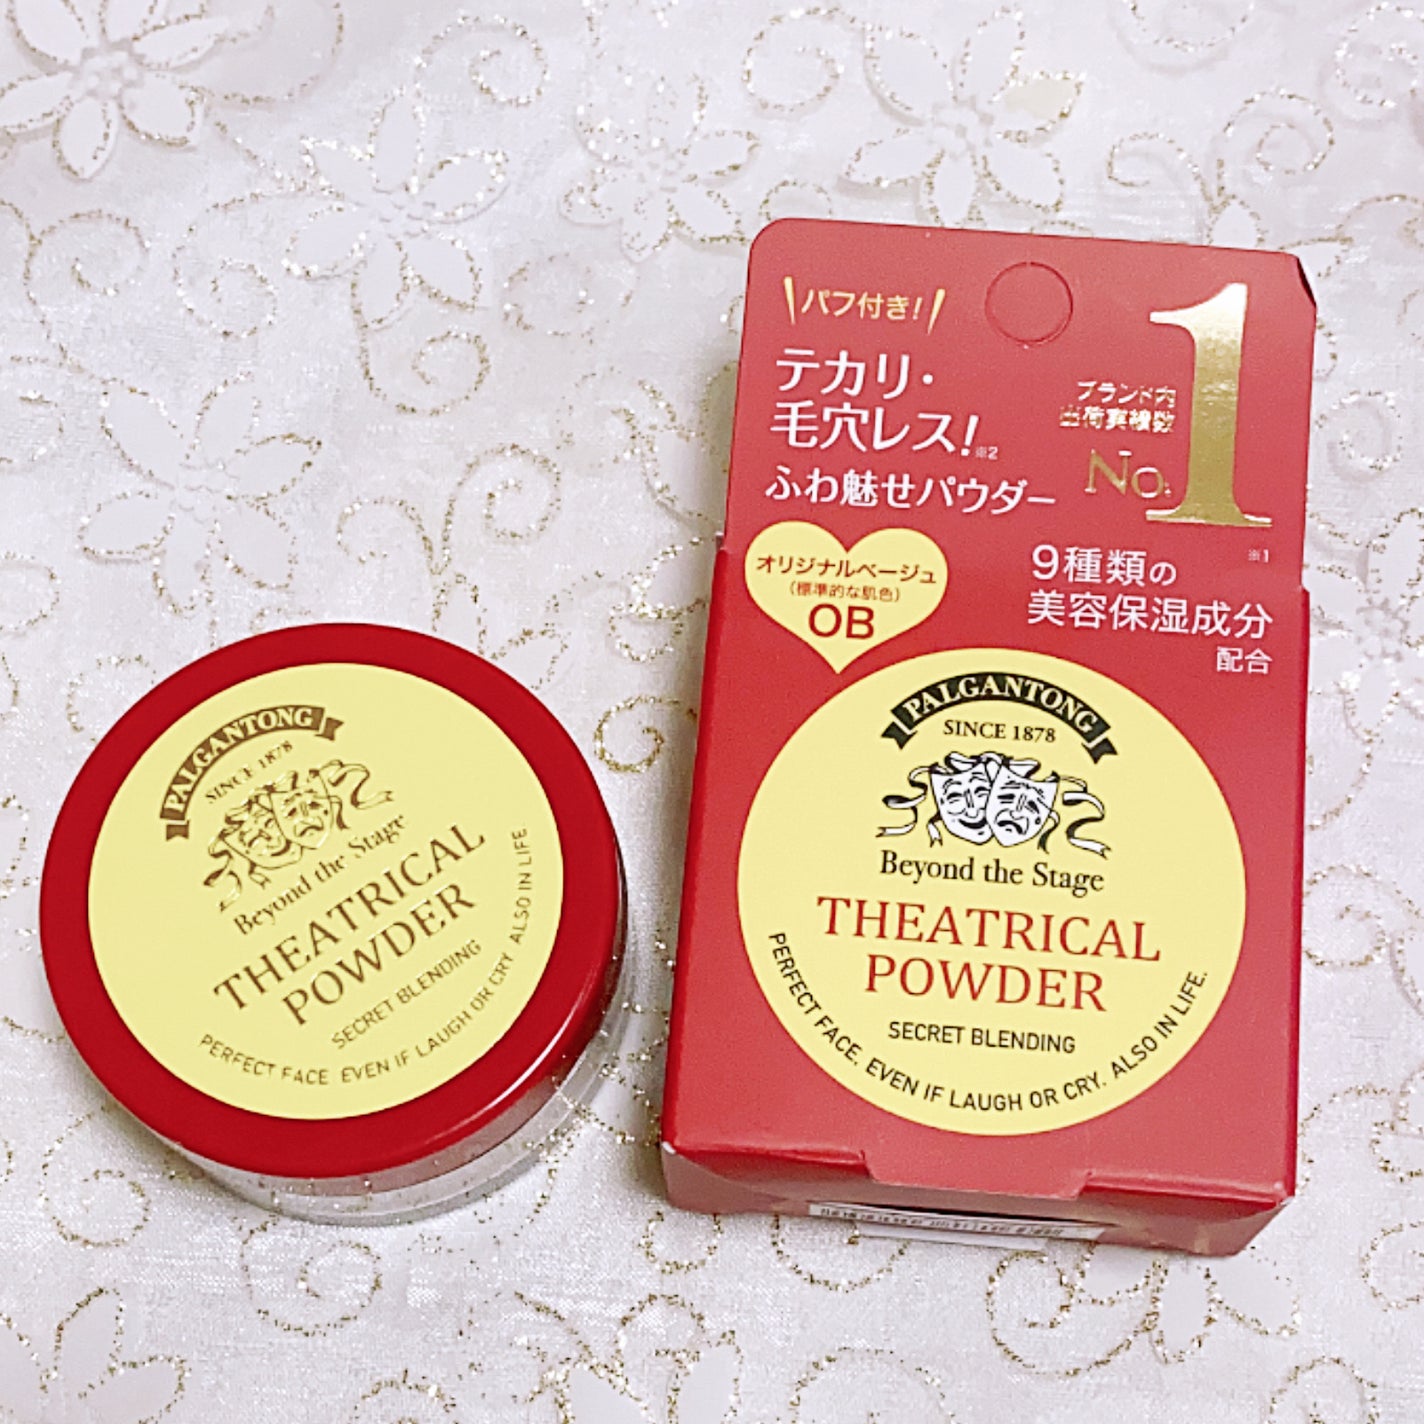 PALGANTONG
SINCE 1878
Beyond the Stage
THEATRICAL
POWDER
SECRET BLENDING
PERFECT FACE. EVEN IF LAUGH OR CRY. ALSO IN LIFE.
パフ付き!
テカリ・
毛穴レス!※2
ふわ魅せパウダー
ブランド内
出荷実績数
No.1
※1
オリジナルベージュ
(標準的な肌色)
OB
9種類の
美容保湿成分
配合
PALGANTONG
SINCE 1878
Beyond the Stage
THEATRICAL
POWDER
SECRET BLENDING
PERFECT FACE. EVEN IF LAUGH OR CRY. ALSO IN LIFE.